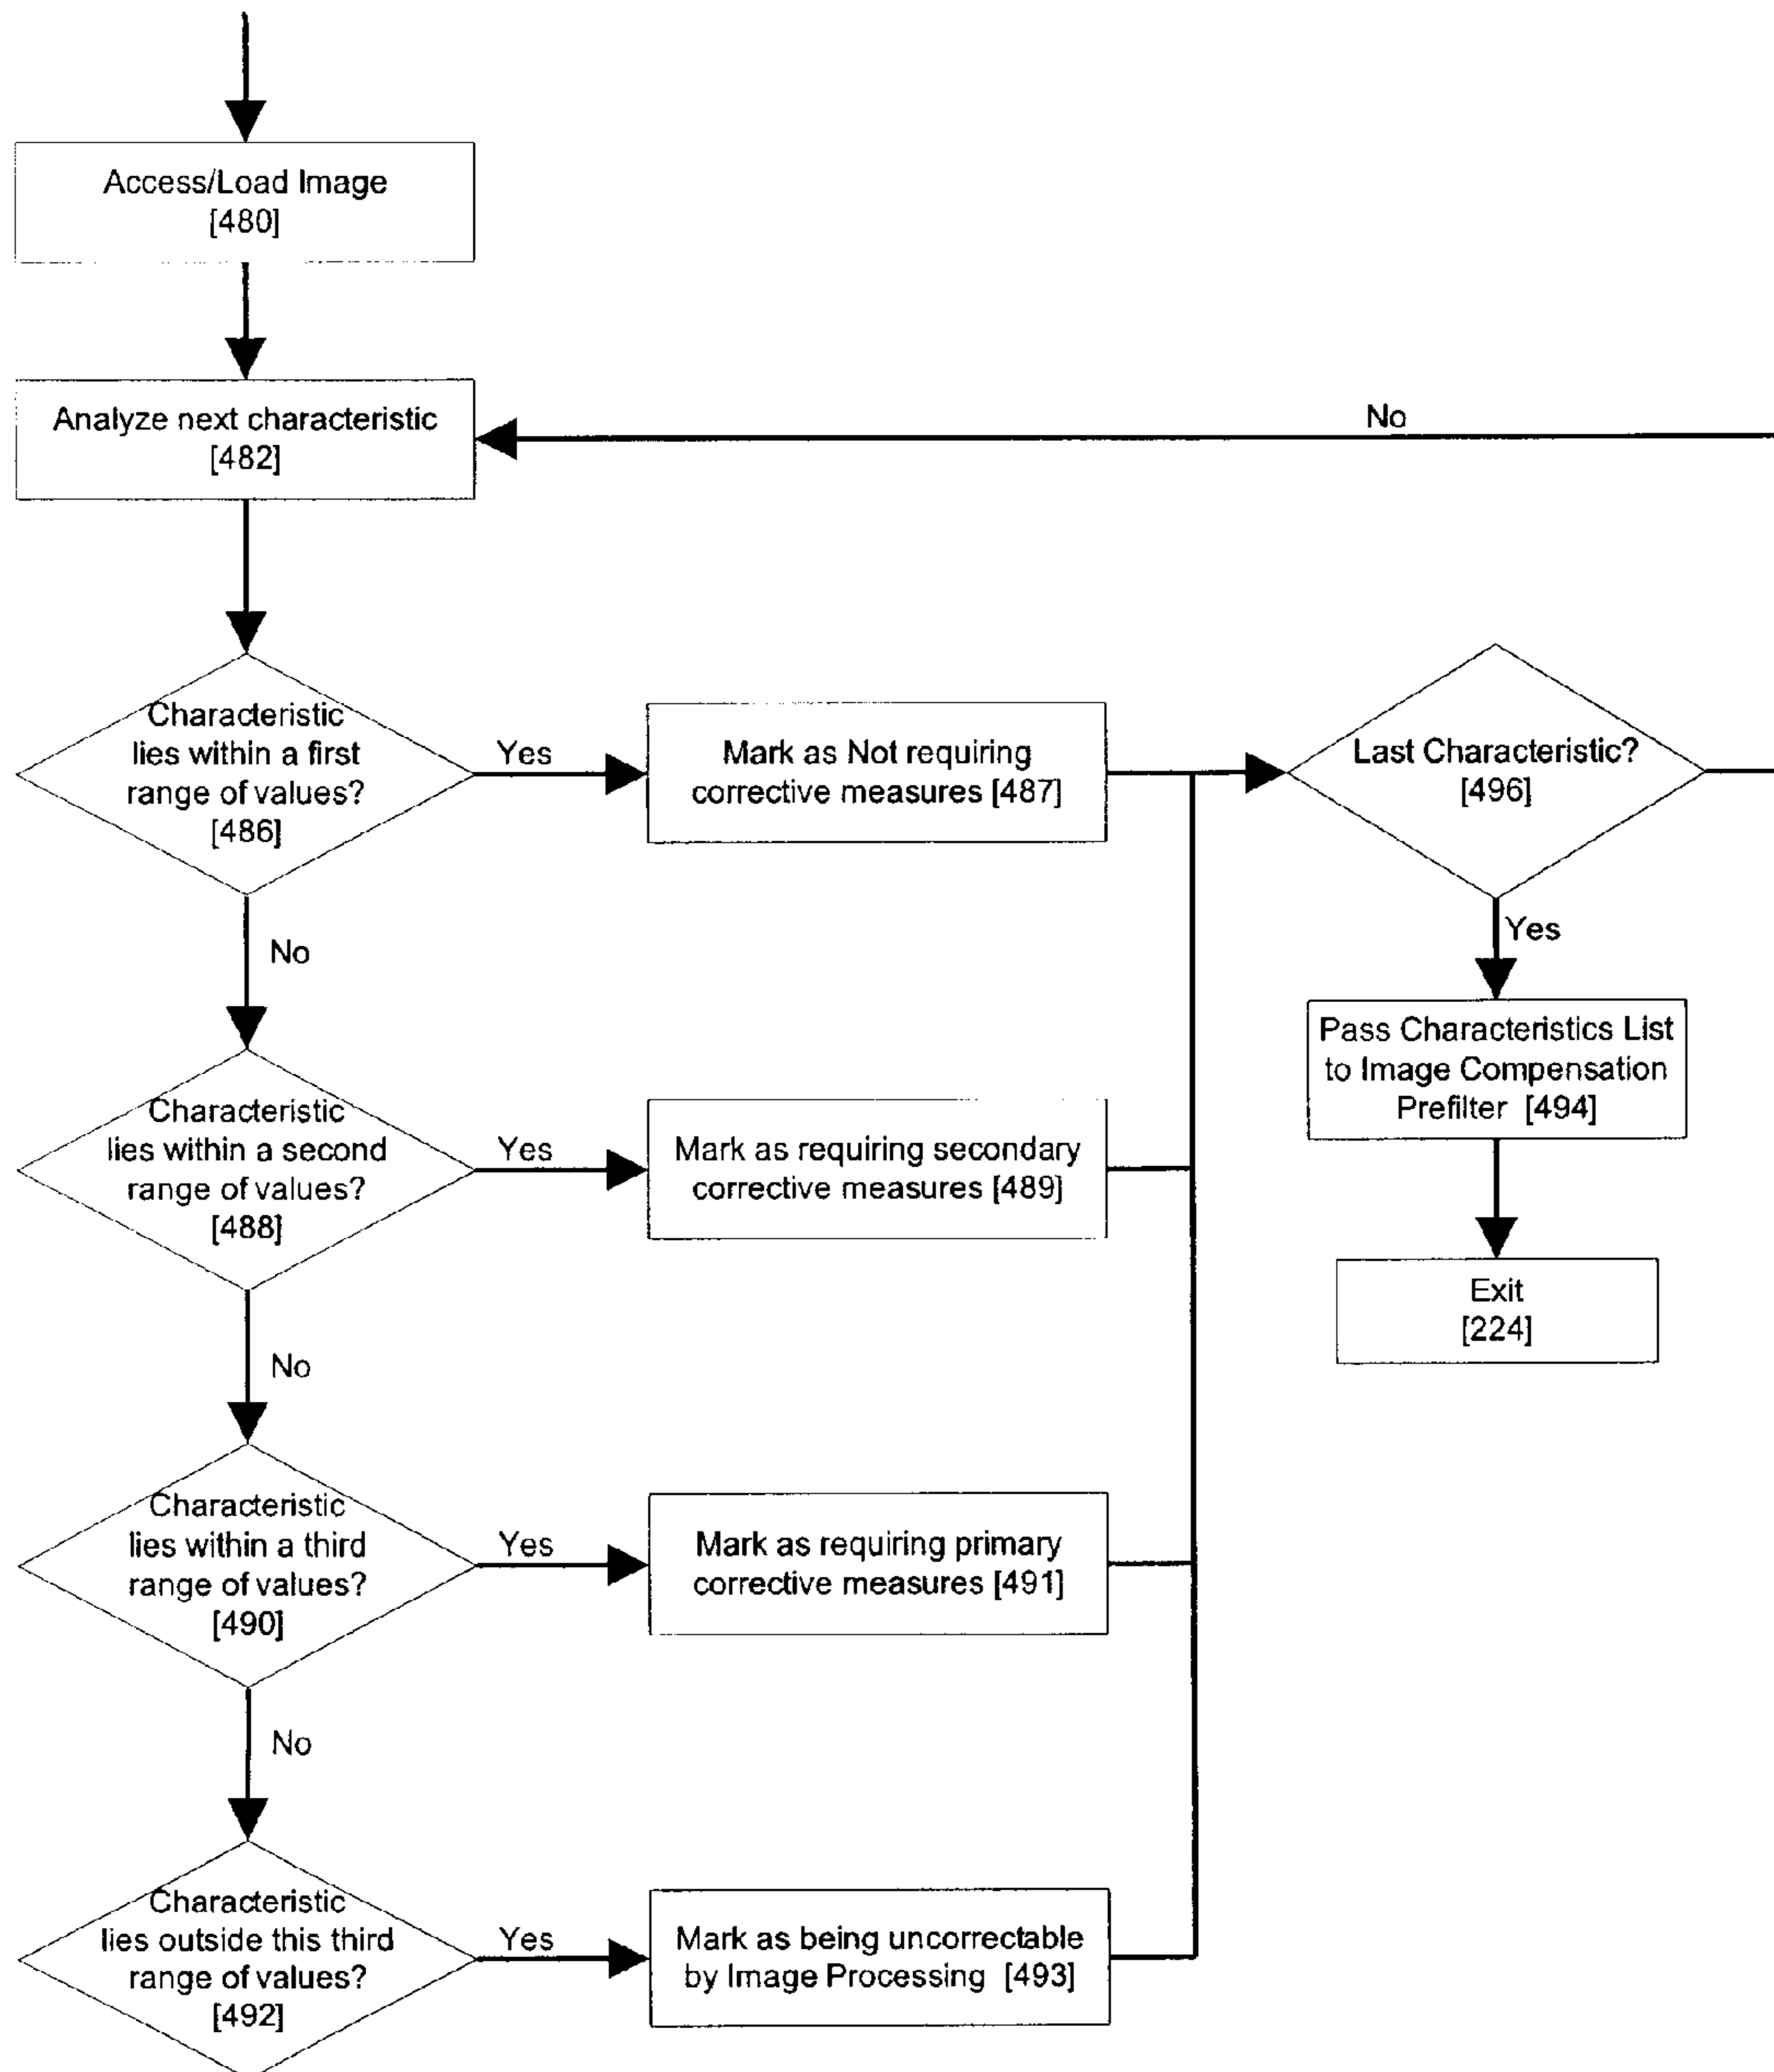 Access/Load Image
[480]
Analyze next characteristic
[482]
No
Characteristic
lies within a first
range of values?
[486]
Yes
Mark as Not requiring
corrective measures [487]
Last Characteristic?
[496]
No
Yes
Characteristic
lies within a second
range of values?
[488]
Yes
Mark as requiring secondary
corrective measures [489]
Pass Characteristics List
to Image Compensation
Prefilter [494]
Exit
[224]
No
Characteristic
lies within a third
range of values?
[490]
Yes
Mark as requiring primary
corrective measures [491]
No
Characteristic
lies outside this third
range of values?
[492]
Yes
Mark as being uncorrectable
by Image Processing [493]